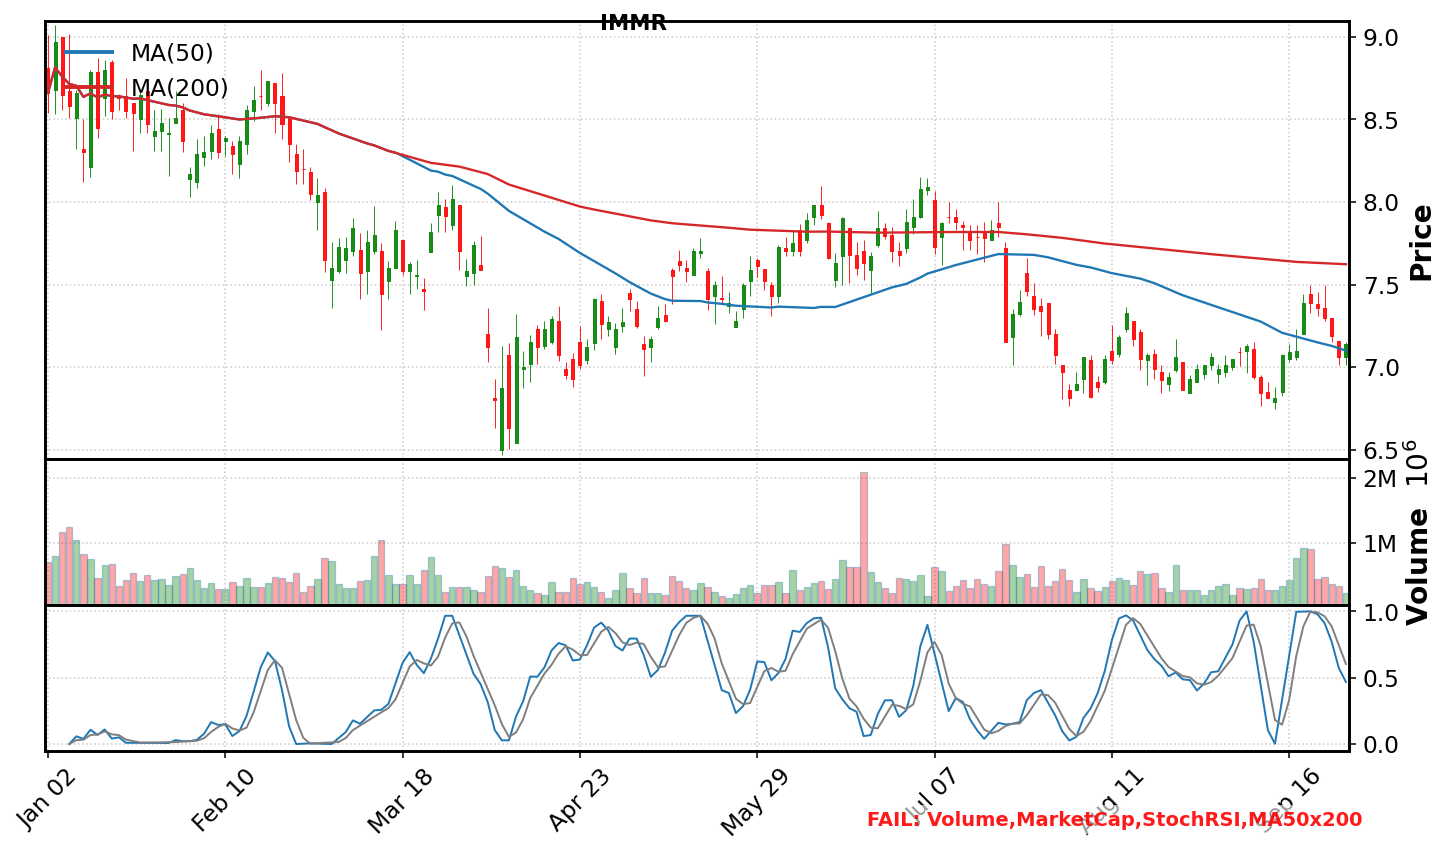 IMMR
MA(50)
MA(200)
9.0
8.5
8.0
7.5
7.0
6.5
Price
2M
1M
Volume 10^6
1.0
0.5
0.0
Jan 02
Feb 10
Mar 18
Apr 23
May 29
Jul 07
Aug 11
Sep 16
FAIL: Volume,MarketCap,StochRSI,MA50x200